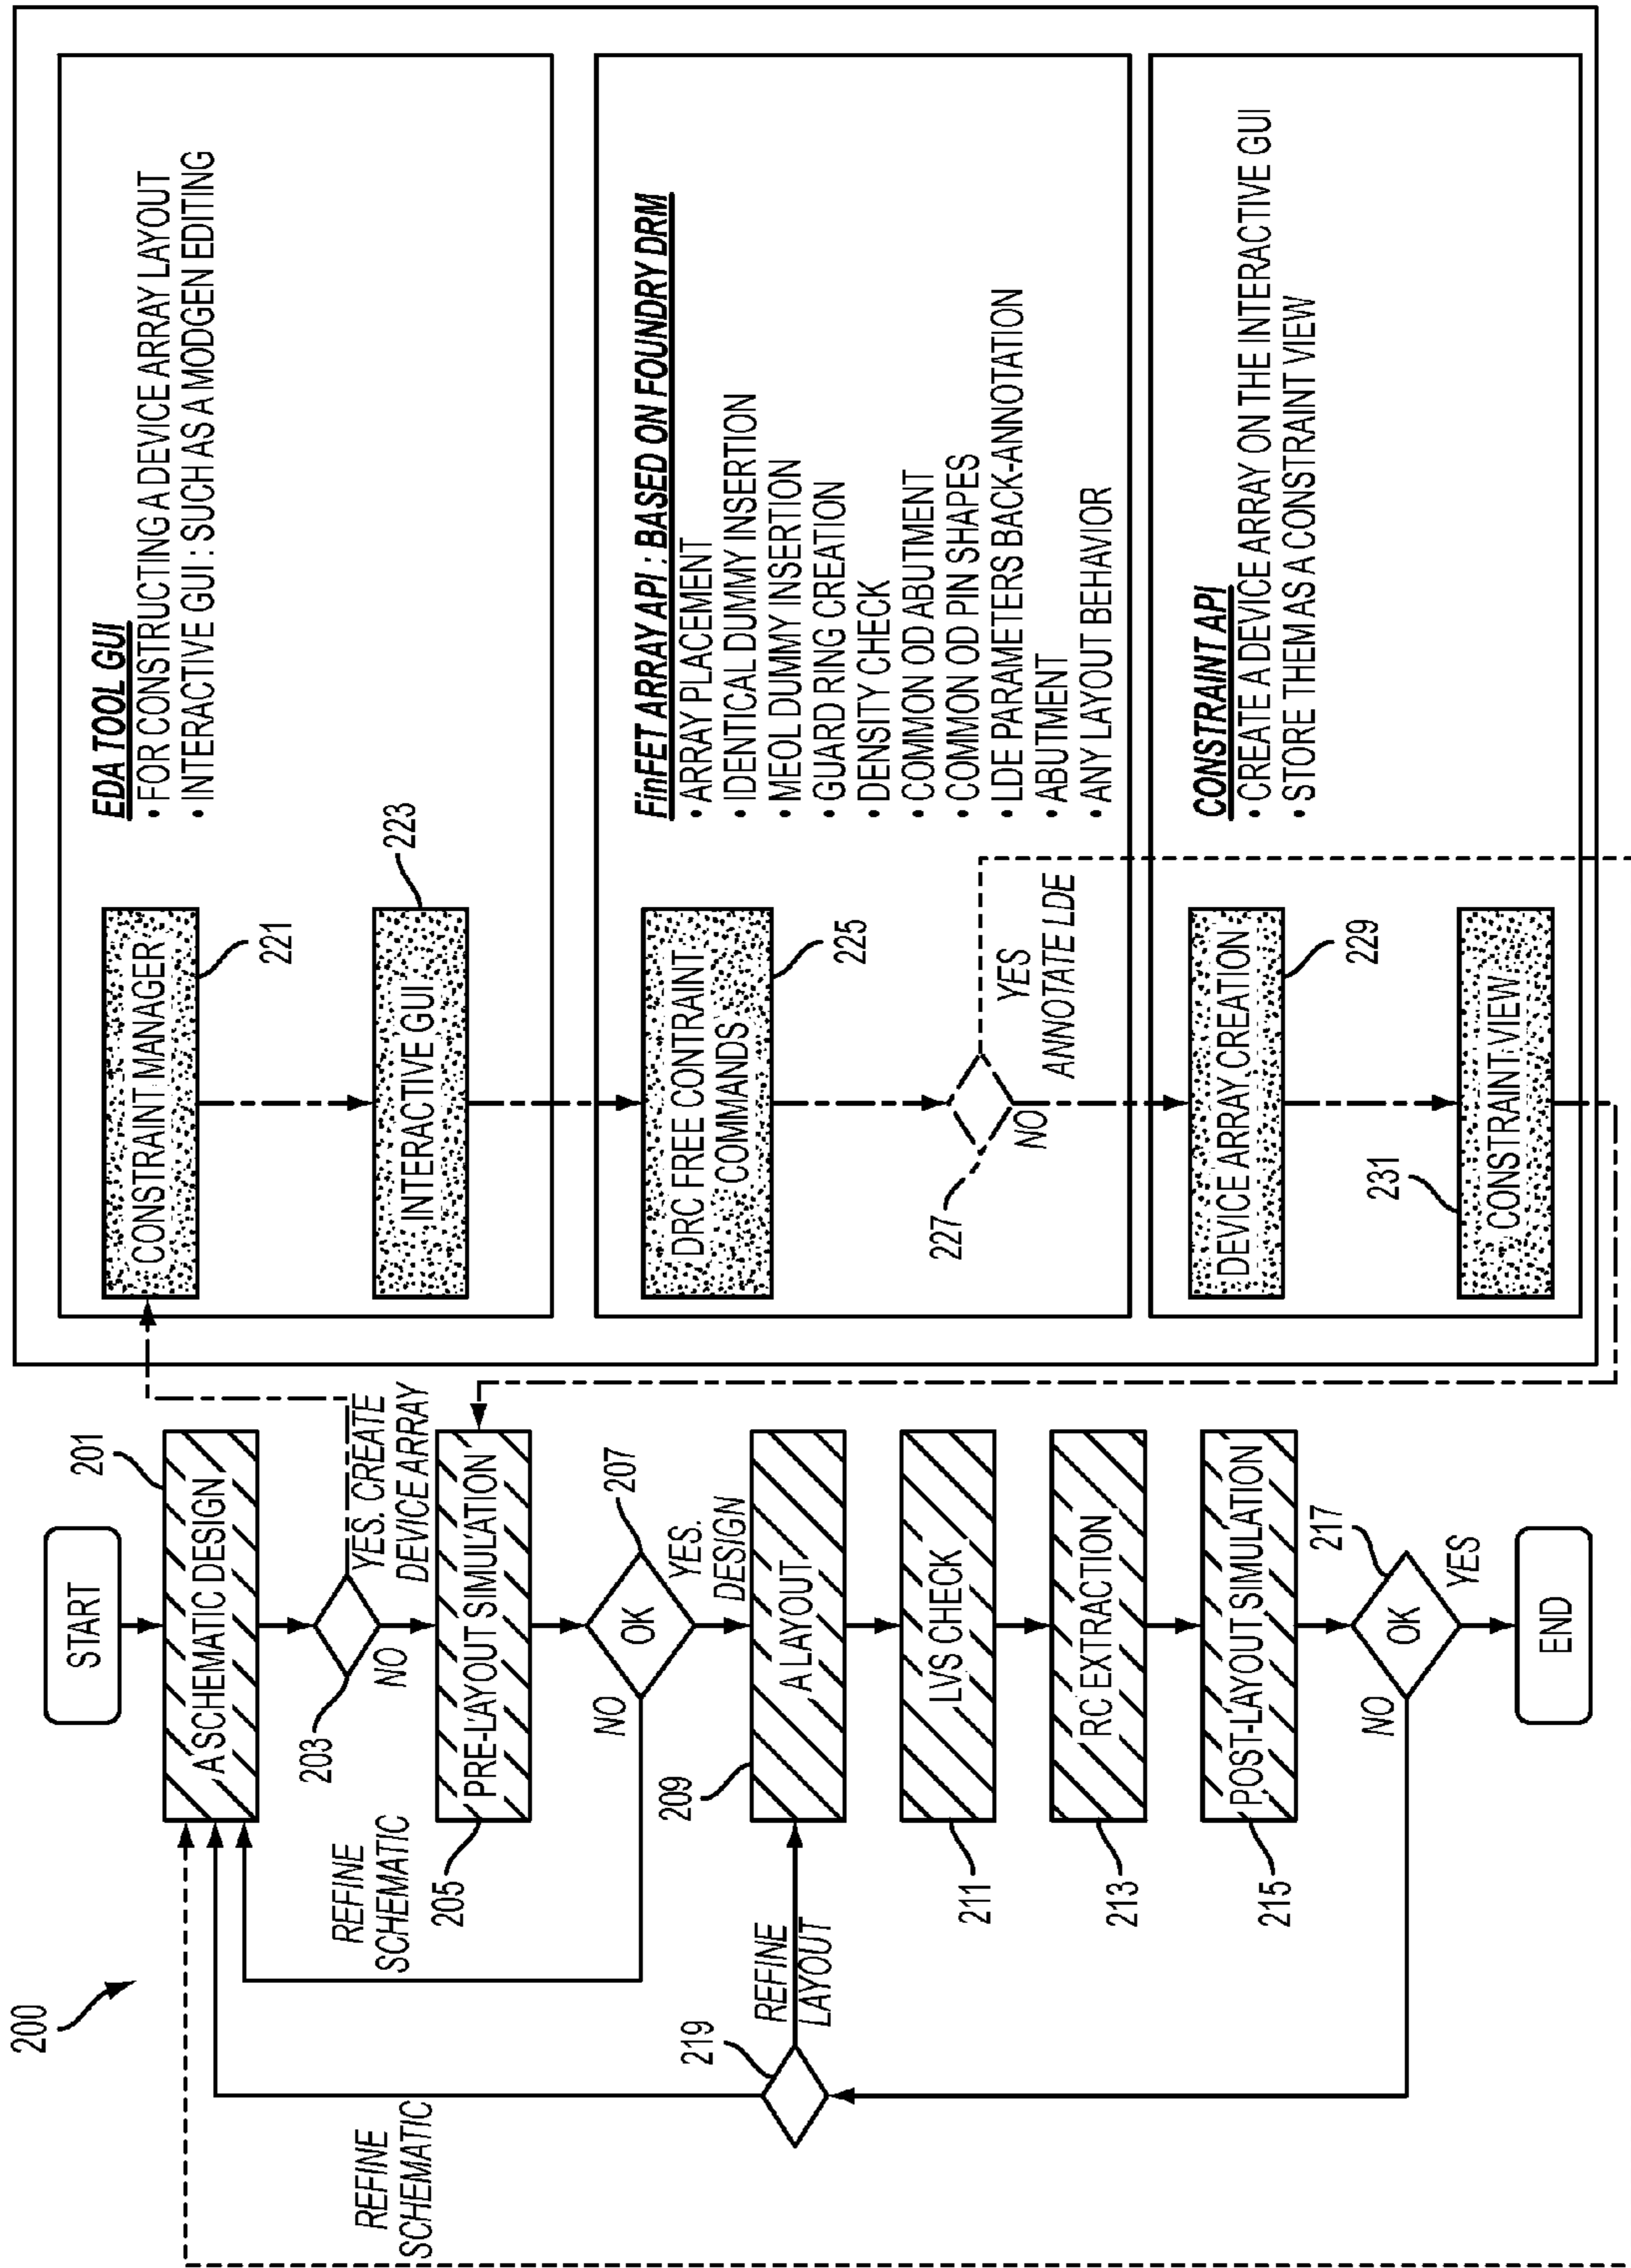 200
START
A SCHEMATIC DESIGN
201
203
YES. CREATE
DEVICE ARRAY
NO
REFINE
SCHEMATIC
PRE-LAYOUT SIMULATION
205
OK
207
NO
YES.
DESIGN
REFINE
SCHEMATIC
219
REFINE
LAYOUT
209
A LAYOUT
LVS CHECK
211
RC EXTRACTION
213
POST-LAYOUT SIMULATION
215
OK
217
NO
YES
END
CONSTRAINT MANAGER
221
INTERACTIVE GUI
223
EDA TOOL GUI
• FOR CONSTRUCTING A DEVICE ARRAY LAYOUT
• INTERACTIVE GUI : SUCH AS A MODGEN EDITING
DRC FREE CONTRAINT
COMMANDS
225
227
NO
YES
ANNOTATE LDE
FinFET ARRAY API : BASED ON FOUNDRY DRM
• ARRAY PLACEMENT
• IDENTICAL DUMMY INSERTION
• MEOL DUMMY INSERTION
• GUARD RING CREATION
• DENSITY CHECK
• COMMON OD ABUTMENT
• COMMON OD PIN SHAPES
• LDE PARAMETERS BACK-ANNOTATION
• ABUTMENT
• ANY LAYOUT BEHAVIOR
DEVICE ARRAY CREATION
229
231
CONSTRAINT VIEW
CONSTRAINT API
• CREATE A DEVICE ARRAY ON THE INTERACTIVE GUI
• STORE THEM AS A CONSTRAINT VIEW